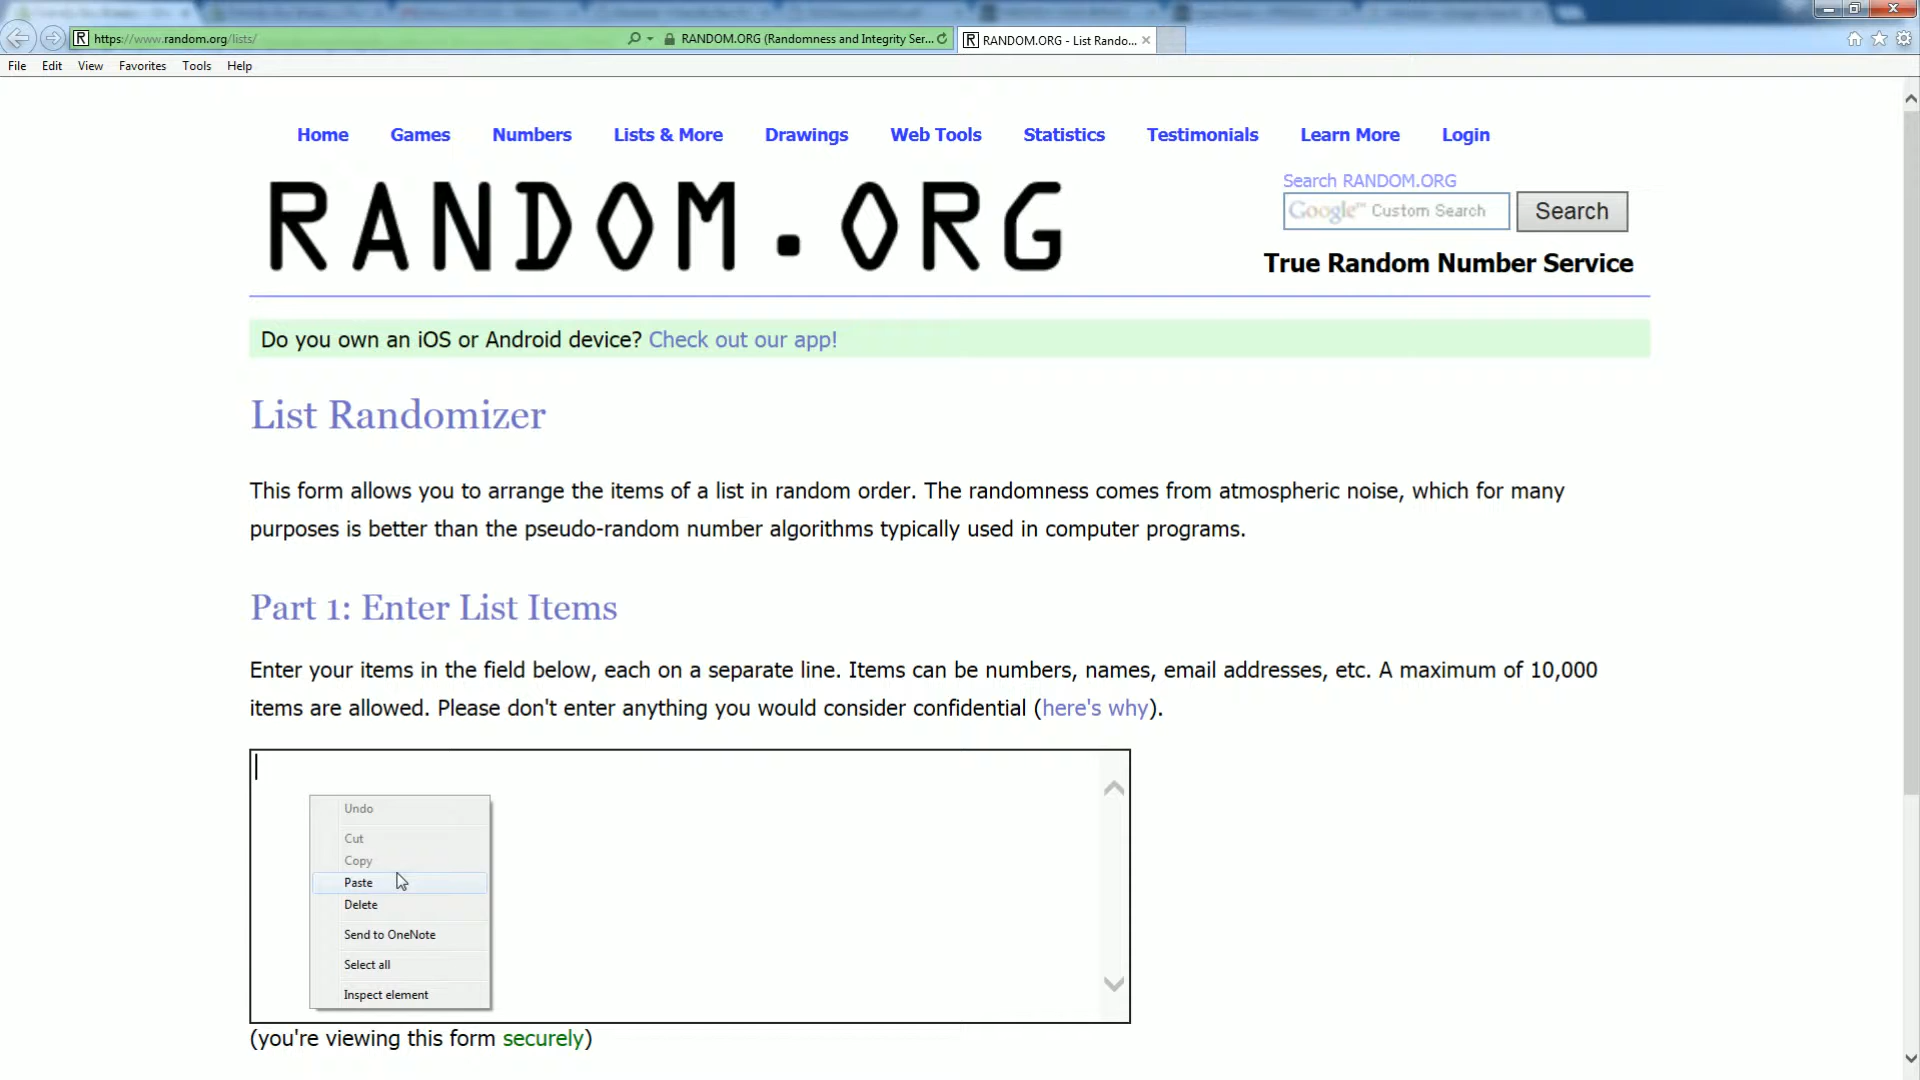 https://www.random.org/lists/
RANDOM.ORG (Randomness and Integrity Ser...
RANDOM.ORG - List Rando...
File Edit View Favorites Tools Help
Home Games Numbers Lists & More Drawings Web Tools Statistics Testimonials Learn More Login
RANDOM.ORG
Search RANDOM.ORG
Google™ Custom Search
Search
True Random Number Service
Do you own an iOS or Android device? Check out our app!
List Randomizer
This form allows you to arrange the items of a list in random order. The randomness comes from atmospheric noise, which for many
purposes is better than the pseudo-random number algorithms typically used in computer programs.
Part 1: Enter List Items
Enter your items in the field below, each on a separate line. Items can be numbers, names, email addresses, etc. A maximum of 10,000
items are allowed. Please don't enter anything you would consider confidential (here's why).
Undo
Cut
Copy
Paste
Delete
Send to OneNote
Select all
Inspect element
(you're viewing this form securely)